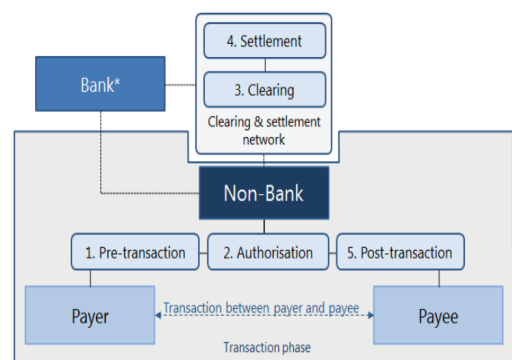 4. Settlement
Bank*
3. Clearing
Clearing & settlement
network
Non-Bank
1. Pre-transaction
2. Authorisation
5. Post-transaction
Payer
Transaction between payer and payee
Payee
Transaction phase